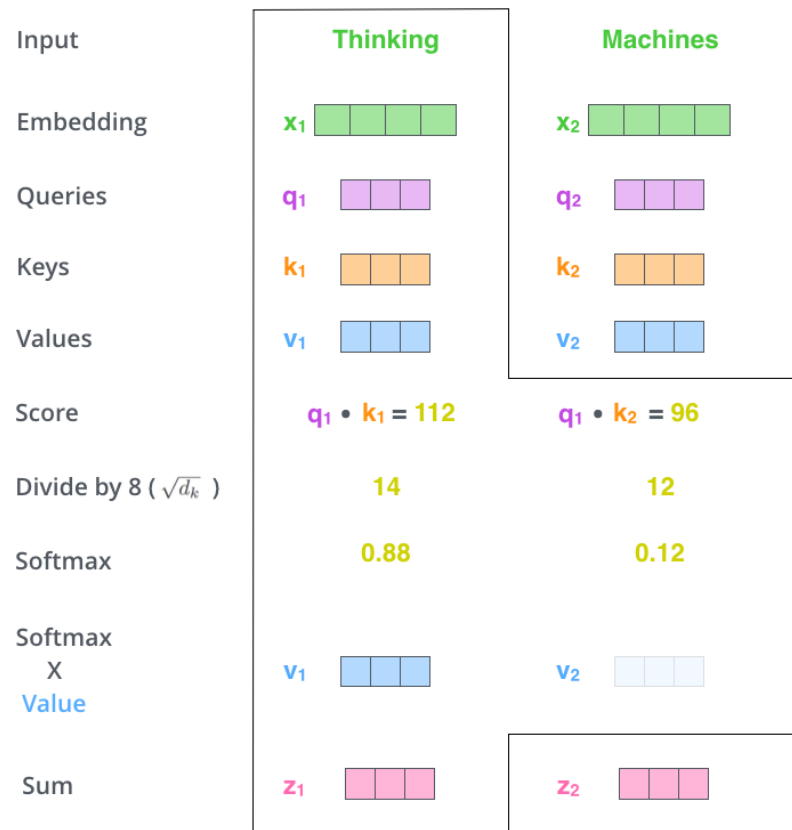 Input Thinking Machines
Embedding x₁ x₂
Queries q₁ q₂
Keys k₁ k₂
Values v₁ v₂
Score q₁ • k₁ = 112 q₁ • k₂ = 96
Divide by 8 ( √dₖ ) 14 12
Softmax 0.88 0.12
Softmax
X v₁ v₂
Value
Sum z₁ z₂